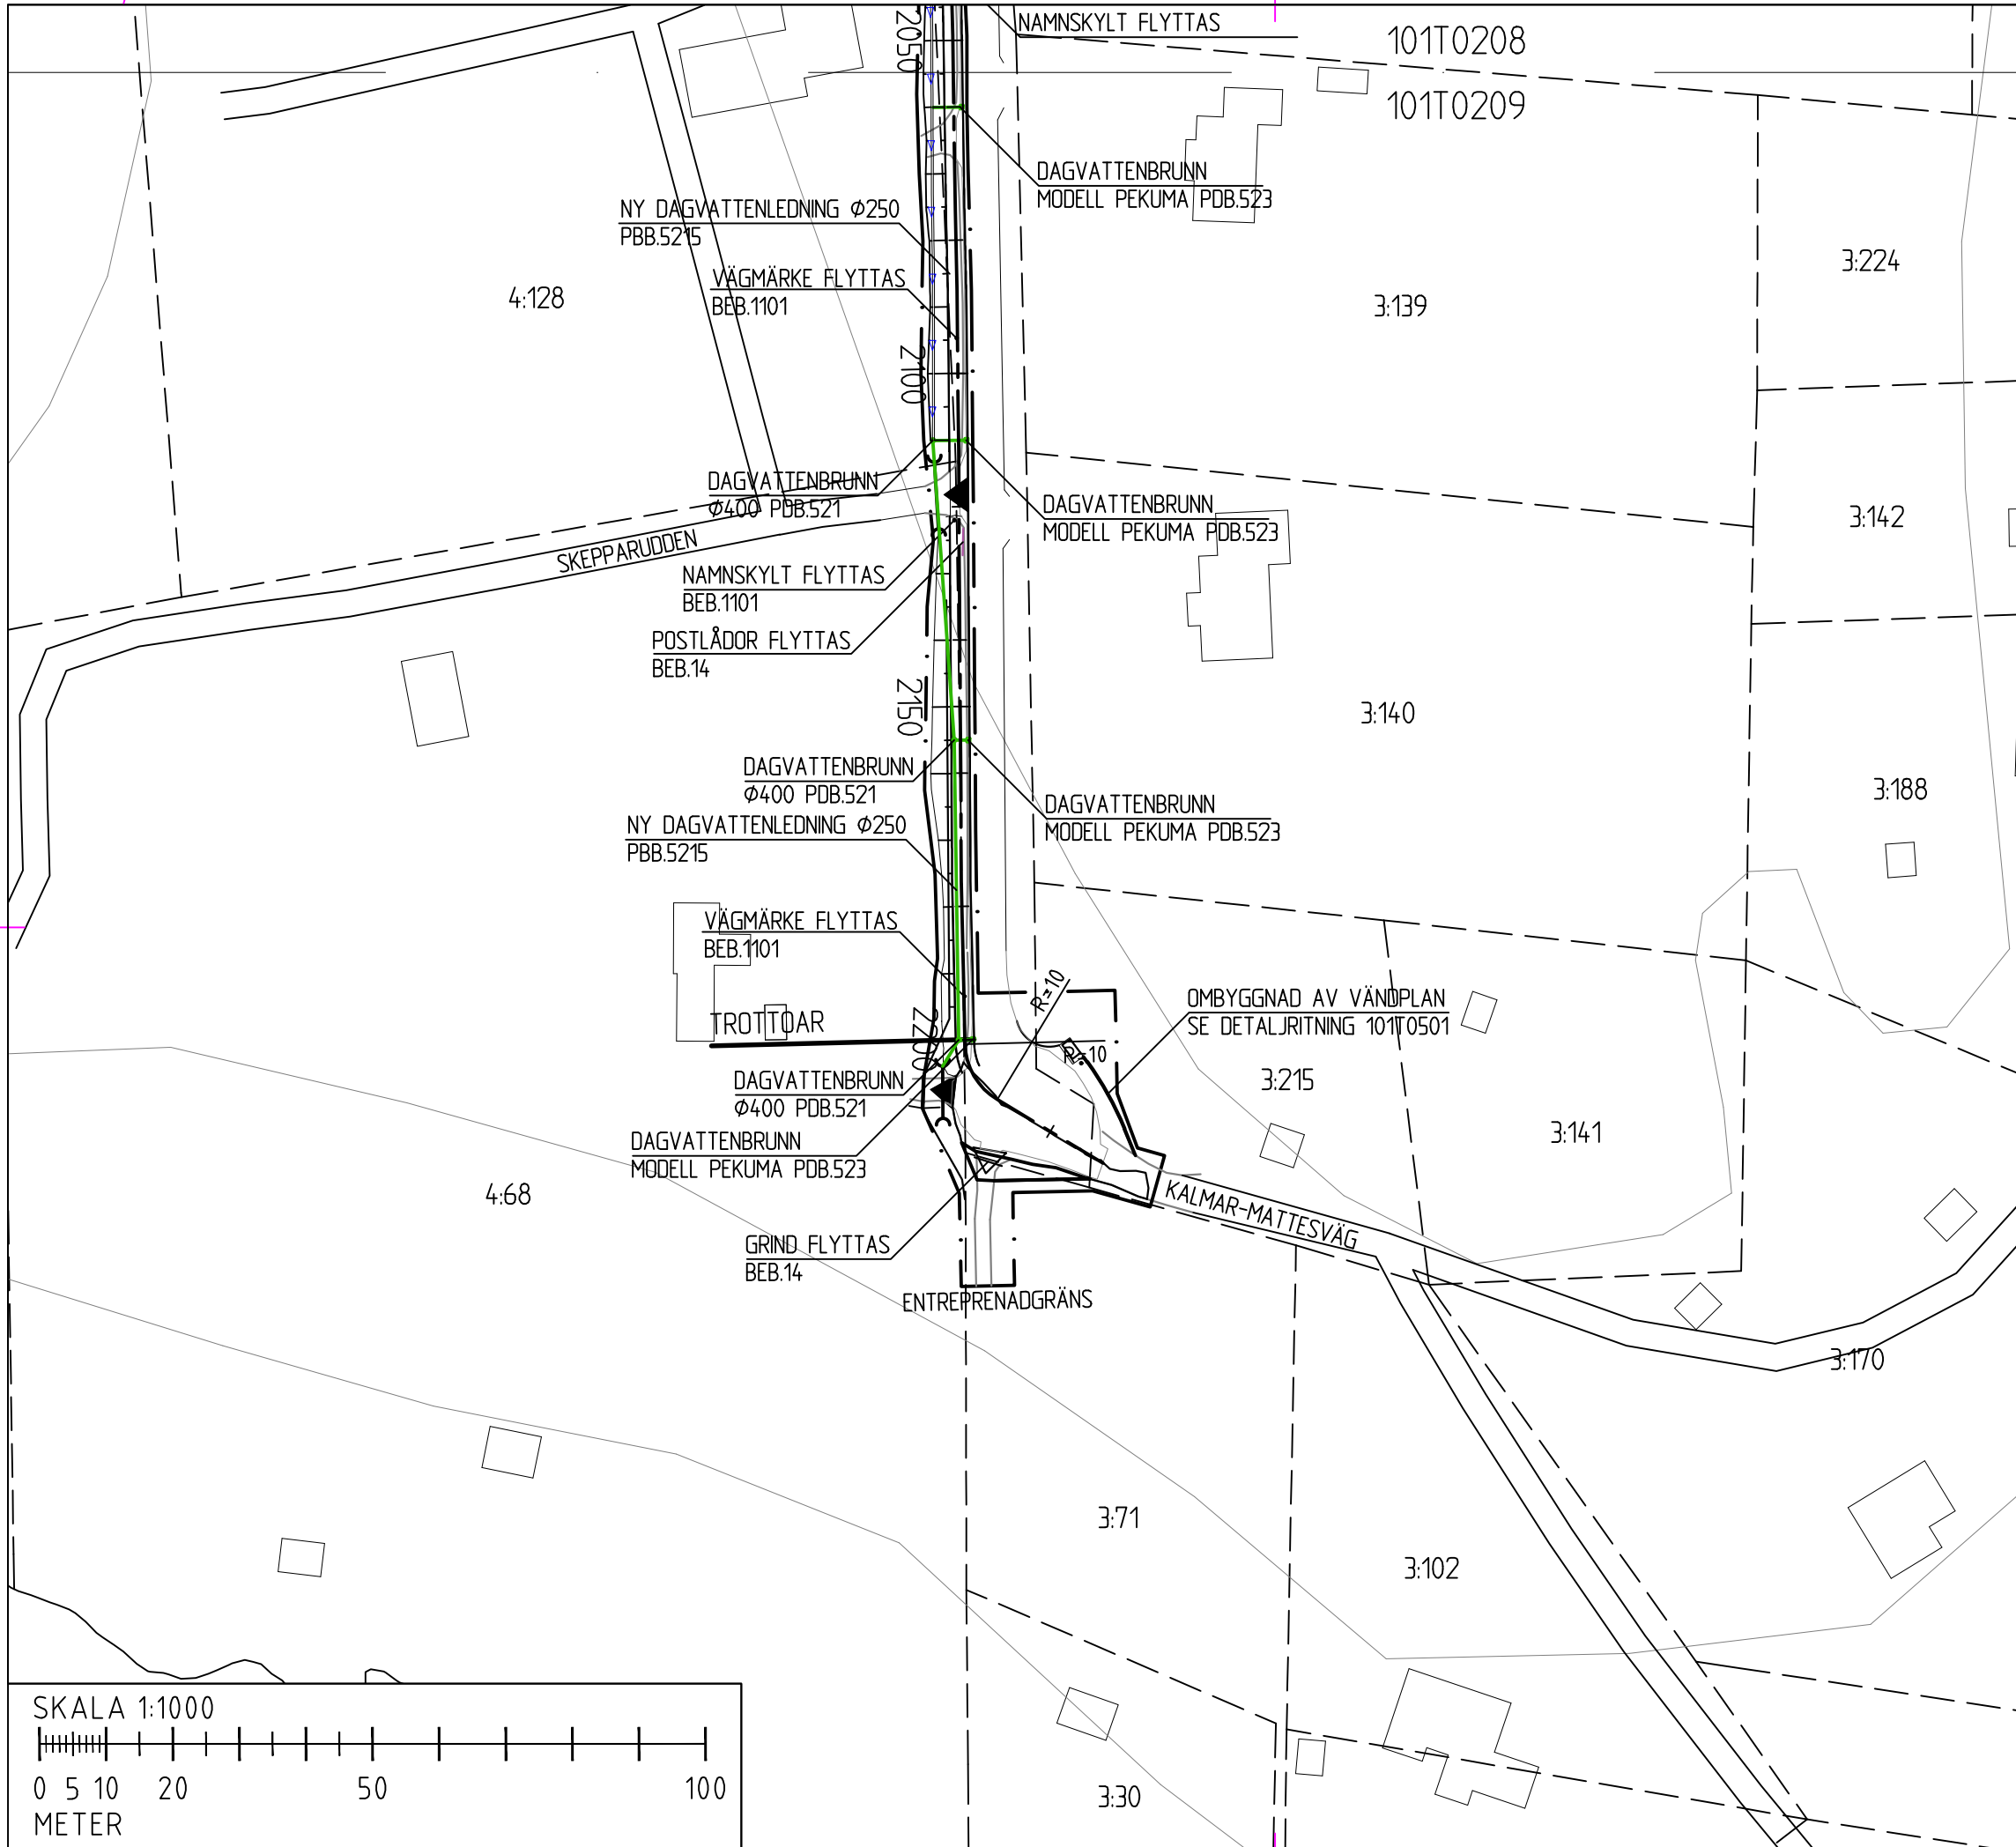 NAMNSKYLT FLYTTAS
101T0208
101T0209
2050
DAGVATTENBRUNN
MODELL PEKUMA PDB.523
NY DAGVATTENLEDNING Ø250
PBB.5215
VÄGMÄRKE FLYTTAS
BEB.1101
4:128
3:139
3:224
2100
DAGVATTENBRUNN
Ø400 PDB.521
DAGVATTENBRUNN
MODELL PEKUMA PDB.523
3:142
SKEPPARUDDEN
NAMNSKYLT FLYTTAS
BEB.1101
POSTLÅDOR FLYTTAS
BEB.14
2150
3:140
DAGVATTENBRUNN
Ø400 PDB.521
DAGVATTENBRUNN
MODELL PEKUMA PDB.523
3:188
NY DAGVATTENLEDNING Ø250
PBB.5215
VÄGMÄRKE FLYTTAS
BEB.1101
R=10
OMBYGGNAD AV VÄNDPLAN
SE DETALJRITNING 101T0501
TROTTOAR
2200
R=10
DAGVATTENBRUNN
Ø400 PDB.521
3:215
3:141
DAGVATTENBRUNN
MODELL PEKUMA PDB.523
4:68
KALMAR-MATTESVÄG
GRIND FLYTTAS
BEB.14
ENTREPRENADGRÄNS
3:170
3:71
3:102
3:30
SKALA 1:1000
0 5 10 20 50 100
METER